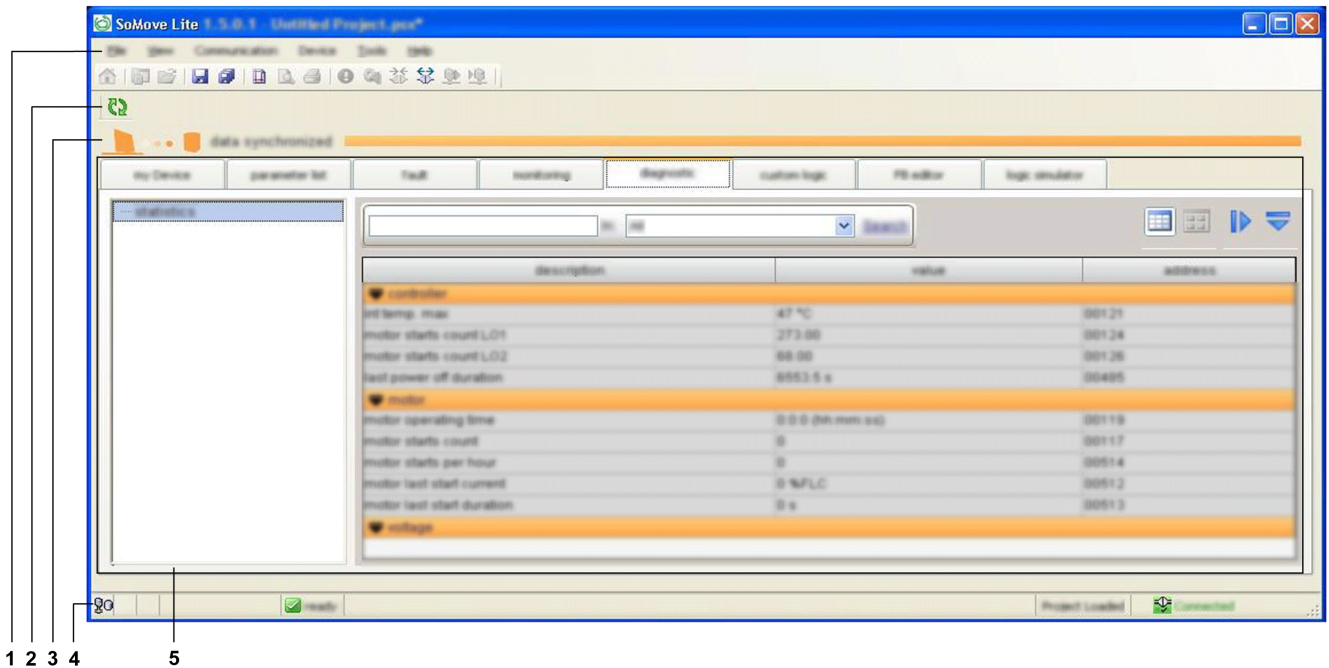 SoMove Lite 1.5.0.1 - Untitled Project.psx*
File View Communication Device Tools Help
data synchronized
my Device parameter list fault monitoring diagnostic custom logic FB editor logic simulator
statistics
In: All Search
description value address
controller
int temp. max 47 °C 00121
motor starts count LO1 273.00 00124
motor starts count LO2 68.00 00126
last power off duration 6553.5 s 00485
motor
motor operating time 0:0:0 (hh:mm:ss) 00119
motor starts count 0 00117
motor starts per hour 0 00514
motor last start current 0 %FLC 00512
motor last start duration 0 s 00513
voltage
ready Project Loaded Connected
1 2 3 4 5